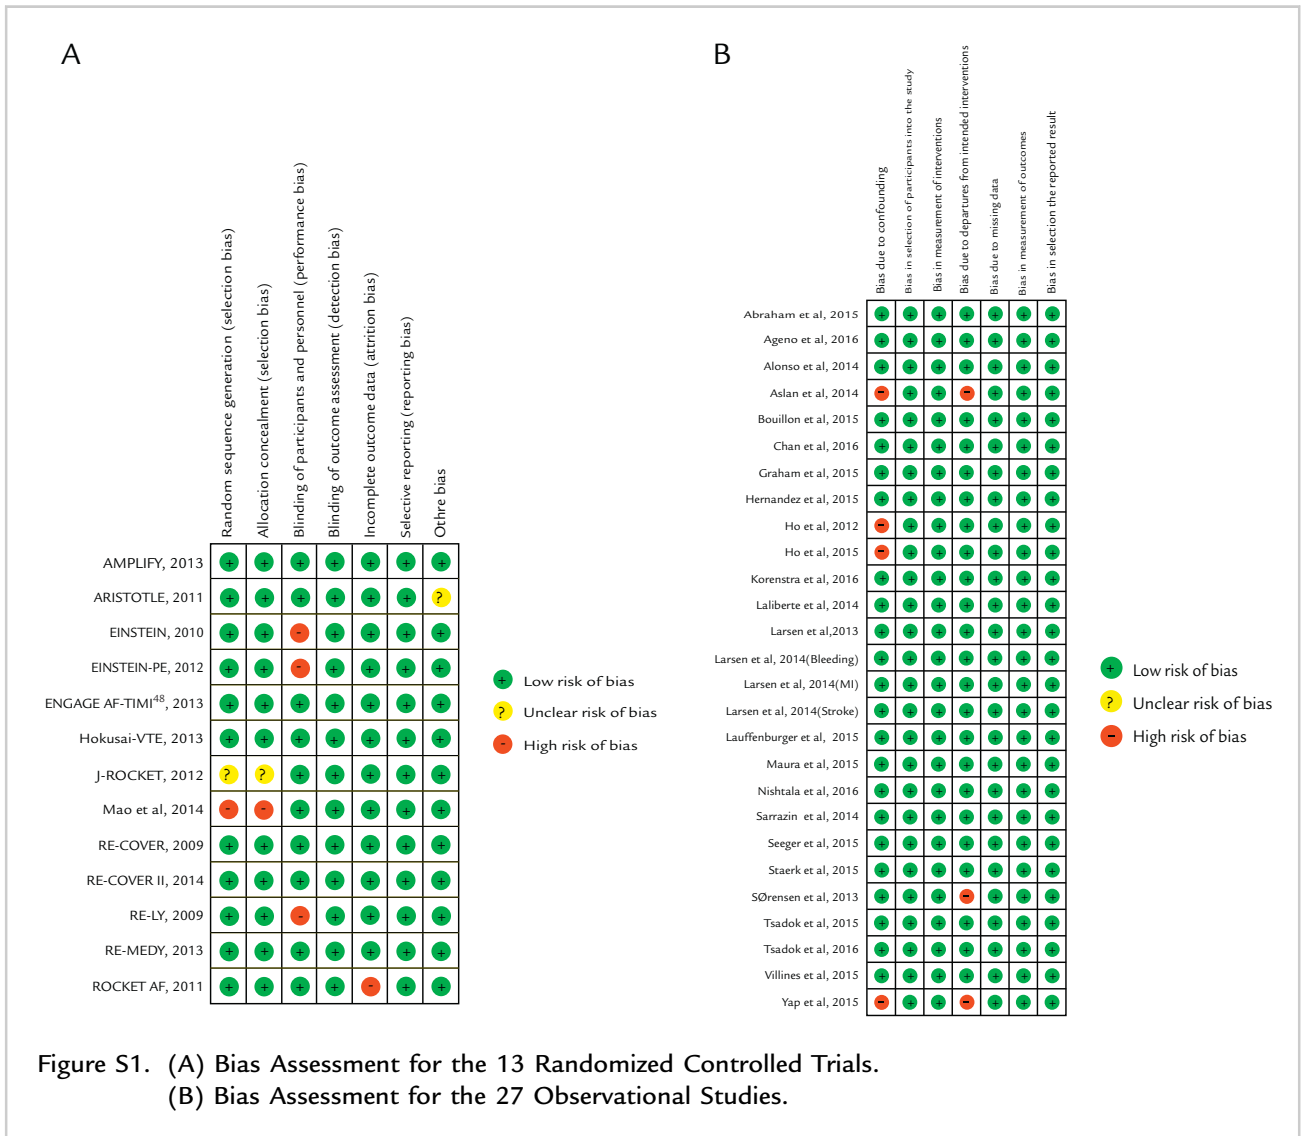 A
Random sequence generation (selection bias)
Allocation concealment (selection bias)
Blinding of participants and personnel (performance bias)
Blinding of outcome assessment (detection bias)
Incomplete outcome data (attrition bias)
Selective reporting (reporting bias)
Othre bias
AMPLIFY, 2013 + + + + + + +
ARISTOTLE, 2011 + + + + + + ?
EINSTEIN, 2010 + + - + + + +
EINSTEIN-PE, 2012 + + - + + + +
ENGAGE AF-TIMI48, 2013 + + + + + + +
Hokusai-VTE, 2013 + + + + + + +
J-ROCKET, 2012 ? ? + + + + +
Mao et al, 2014 - - + + + + +
RE-COVER, 2009 + + + + + + +
RE-COVER II, 2014 + + + + + + +
RE-LY, 2009 + + - + + + +
RE-MEDY, 2013 + + + + + + +
ROCKET AF, 2011 + + + + - + +
+ Low risk of bias
? Unclear risk of bias
- High risk of bias
B
Bias due to confounding
Bias in selection of participants into the study
Bias in measurement of interventions
Bias due to departures from intended interventions
Bias due to missing data
Bias in measurement of outcomes
Bias in selection the reported result
Abraham et al, 2015 + + + + + + +
Ageno et al, 2016 + + + + + + +
Alonso et al, 2014 + + + + + + +
Aslan et al, 2014 - + + - + + +
Bouillon et al, 2015 + + + + + + +
Chan et al, 2016 + + + + + + +
Graham et al, 2015 + + + + + + +
Hernandez et al, 2015 + + + + + + +
Ho et al, 2012 - + + + + + +
Ho et al, 2015 - + + + + + +
Korenstra et al, 2016 + + + + + + +
Laliberte et al, 2014 + + + + + + +
Larsen et al,2013 + + + + + + +
Larsen et al, 2014(Bleeding) + + + + + + +
Larsen et al, 2014(MI) + + + + + + +
Larsen et al, 2014(Stroke) + + + + + + +
Lauffenburger et al, 2015 + + + + + + +
Maura et al, 2015 + + + + + + +
Nishtala et al, 2016 + + + + + + +
Sarrazin et al, 2014 + + + + + + +
Seeger et al, 2015 + + + + + + +
Staerk et al, 2015 + + + + + + +
SØrensen et al, 2013 + + + - + + +
Tsadok et al, 2015 + + + + + + +
Tsadok et al, 2016 + + + + + + +
Villines et al, 2015 + + + + + + +
Yap et al, 2015 - + + - + + +
+ Low risk of bias
? Unclear risk of bias
- High risk of bias
Figure S1. (A) Bias Assessment for the 13 Randomized Controlled Trials.
(B) Bias Assessment for the 27 Observational Studies.